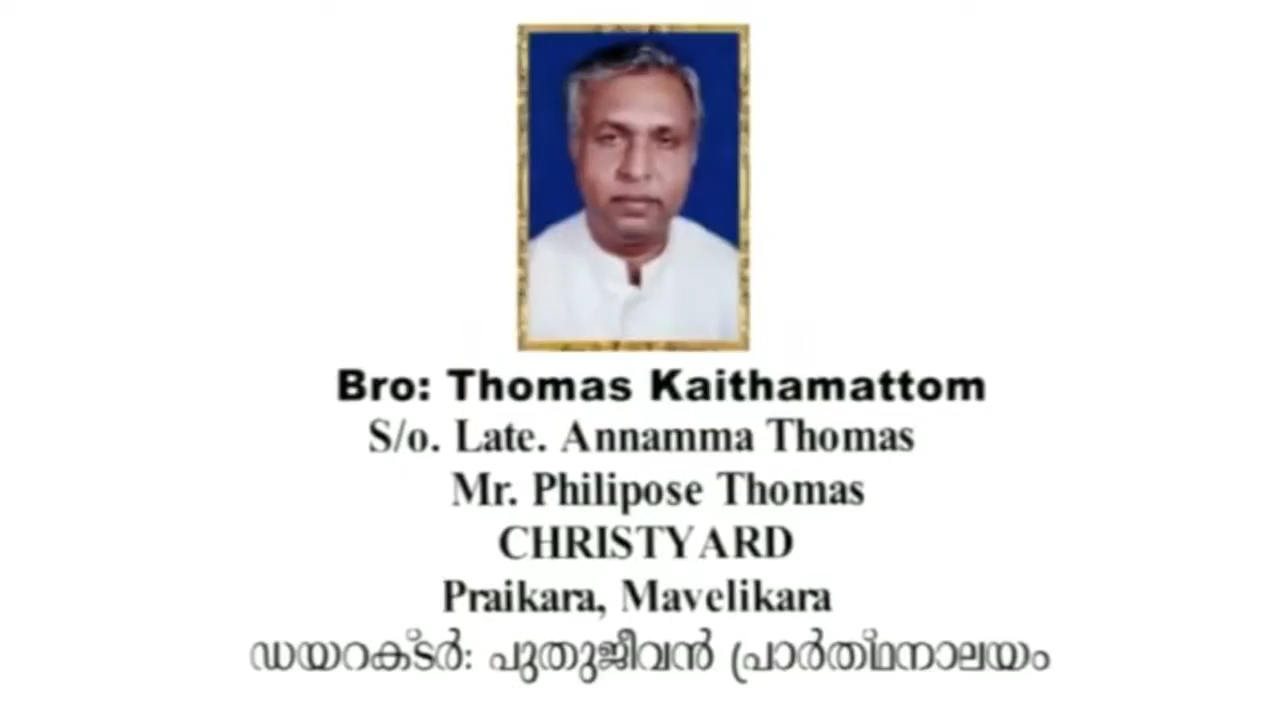 Bro: Thomas Kaithamattom
S/o. Late. Annamma Thomas
Mr. Philipose Thomas
CHRISTYARD
Praikara, Mavelikara
ഡയറക്ടർ: പുതുജീവൻ പ്രാർത്ഥനാലയം